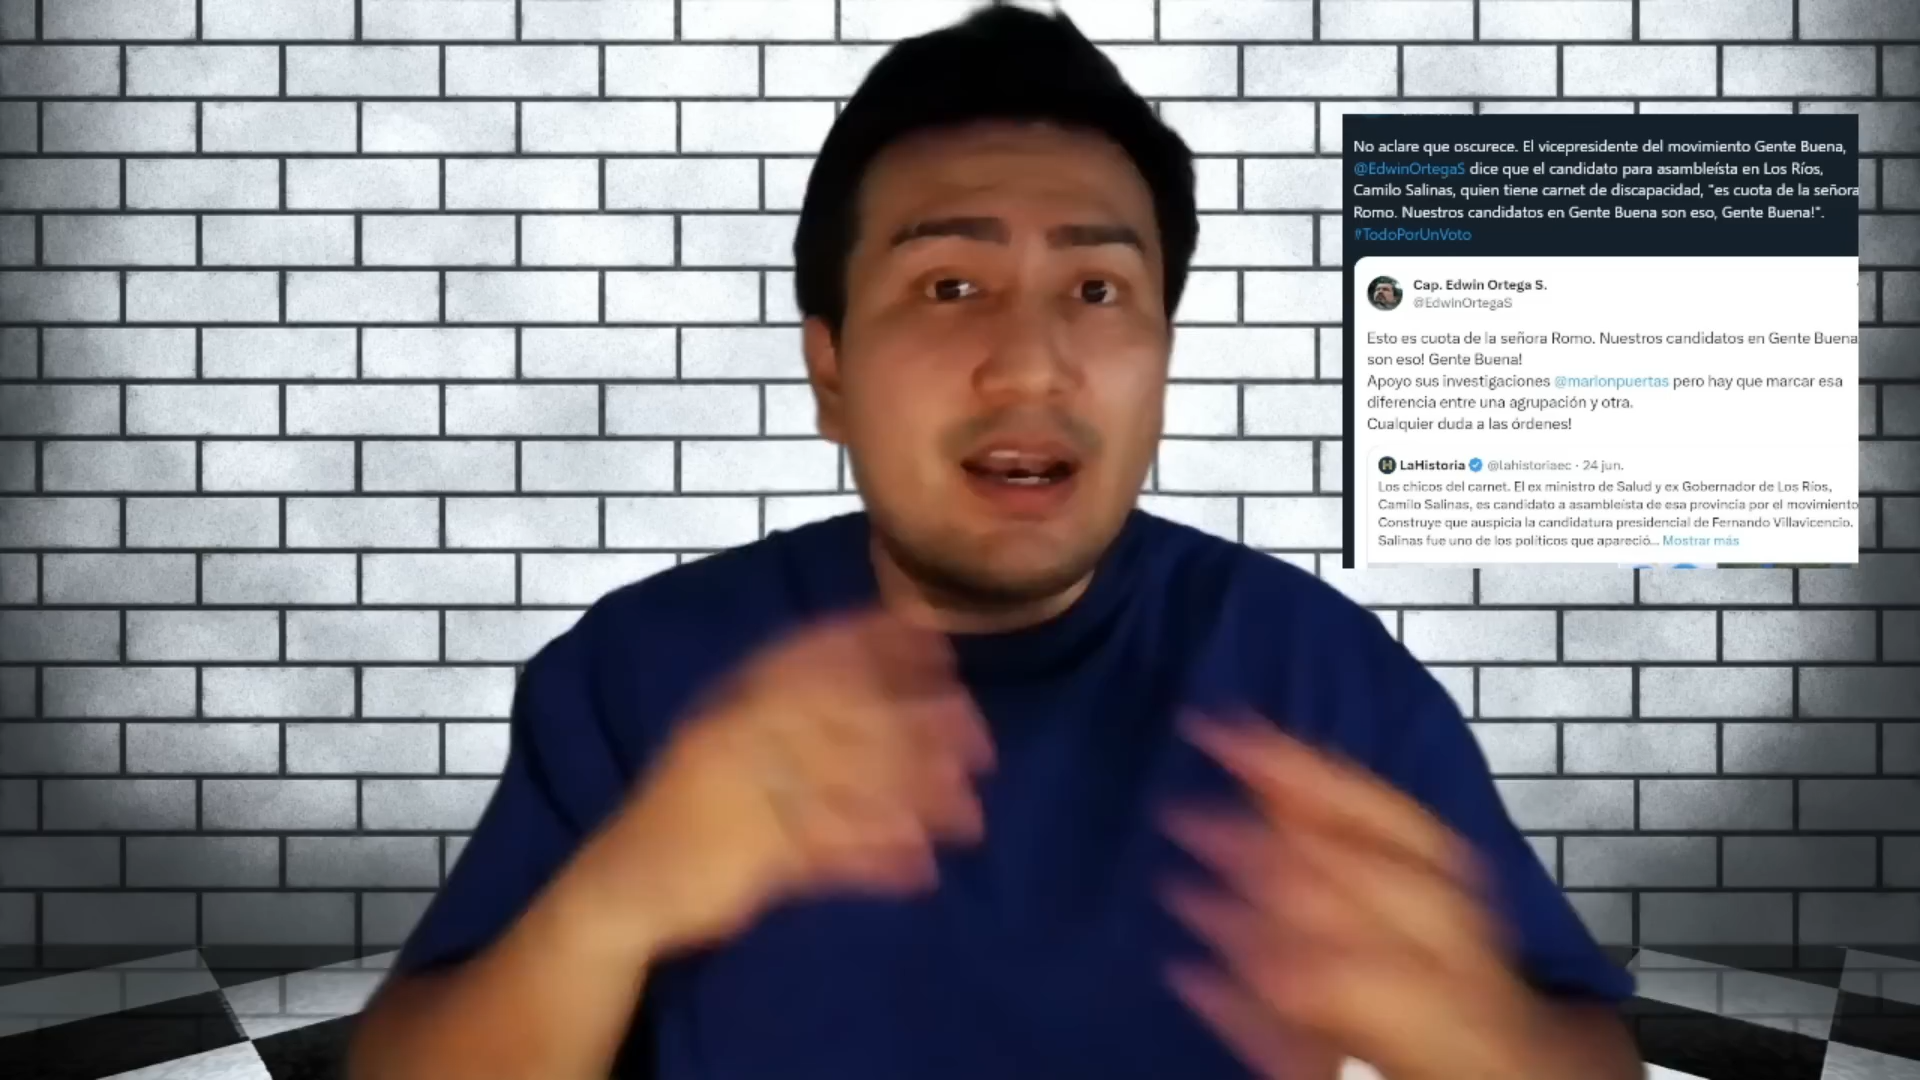 No aclare que oscurece. El vicepresidente del movimiento Gente Buena,
@EdwinOrtegaS dice que el candidato para asambleísta en Los Ríos,
Camilo Salinas, quien tiene carnet de discapacidad, "es cuota de la señora
Romo. Nuestros candidatos en Gente Buena son eso, Gente Buena!".
#TodoPorUnVoto
Cap. Edwin Ortega S.
@EdwinOrtegaS
Esto es cuota de la señora Romo. Nuestros candidatos en Gente Buena
son eso! Gente Buena!
Apoyo sus investigaciones @marlonpuertas pero hay que marcar esa
diferencia entre una agrupación y otra.
Cualquier duda a las órdenes!
LaHistoria @lahistoriaec · 24 jun.
Los chicos del carnet. El ex ministro de Salud y ex Gobernador de Los Ríos,
Camilo Salinas, es candidato a asambleísta de esa provincia por el movimiento
Construye que auspicia la candidatura presidencial de Fernando Villavicencio.
Salinas fue uno de los políticos que apareció... Mostrar más